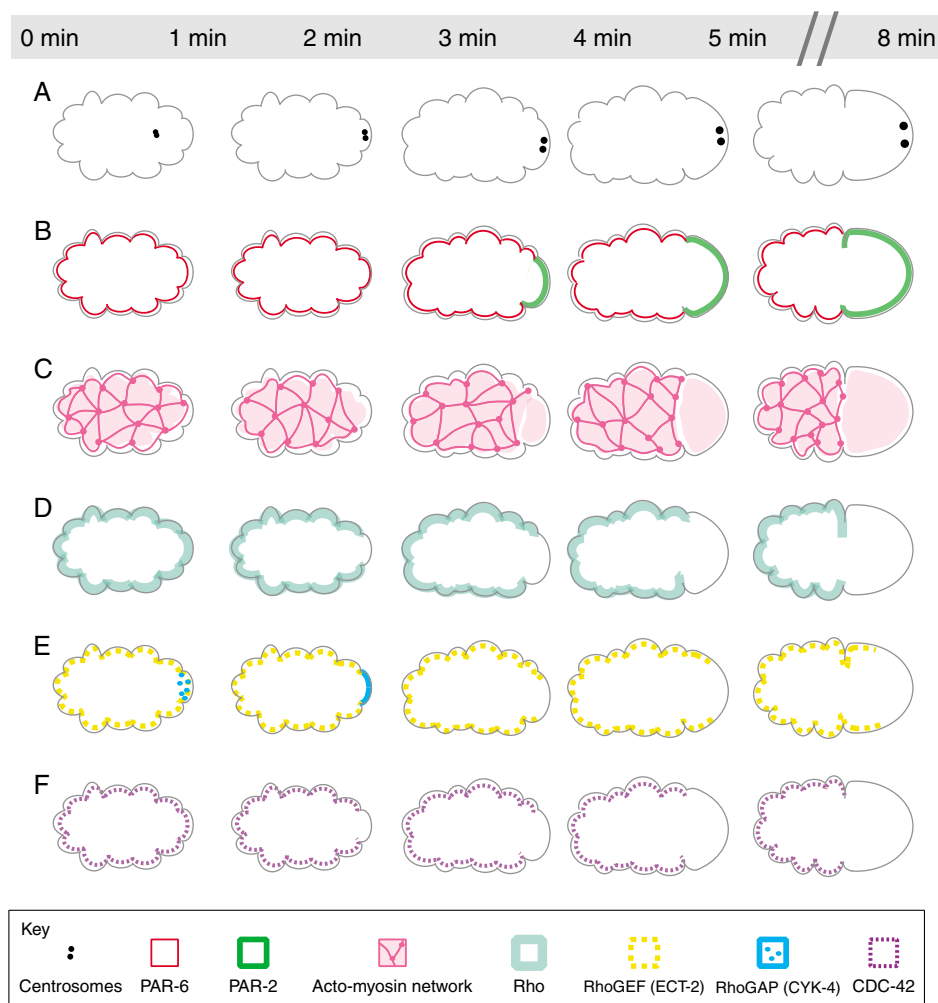 0 min 1 min 2 min 3 min 4 min 5 min 8 min
A
B
C
D
E
F
Key
Centrosomes PAR-6 PAR-2 Acto-myosin network Rho RhoGEF (ECT-2) RhoGAP (CYK-4) CDC-42